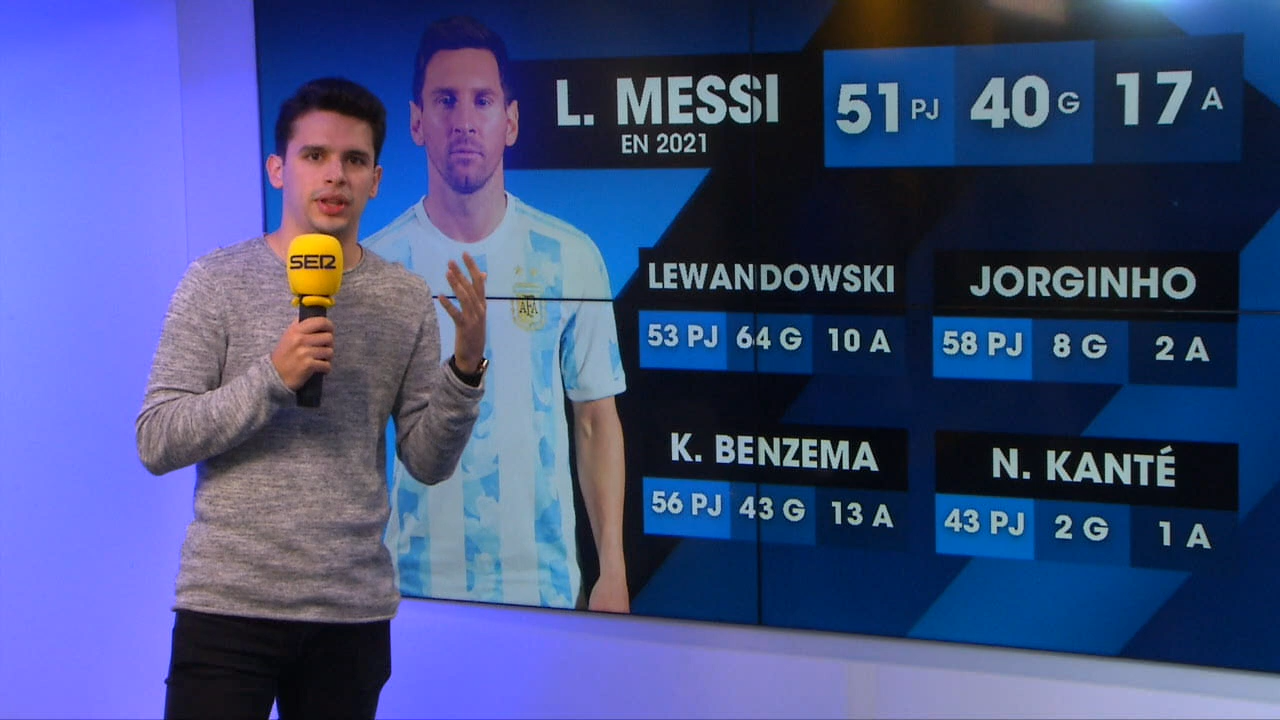 SER
L. MESSI
EN 2021
51 PJ 40 G 17 A
LEWANDOWSKI
53 PJ 64 G 10 A
JORGINHO
58 PJ 8 G 2 A
K. BENZEMA
56 PJ 43 G 13 A
N. KANTÉ
43 PJ 2 G 1 A
AFA